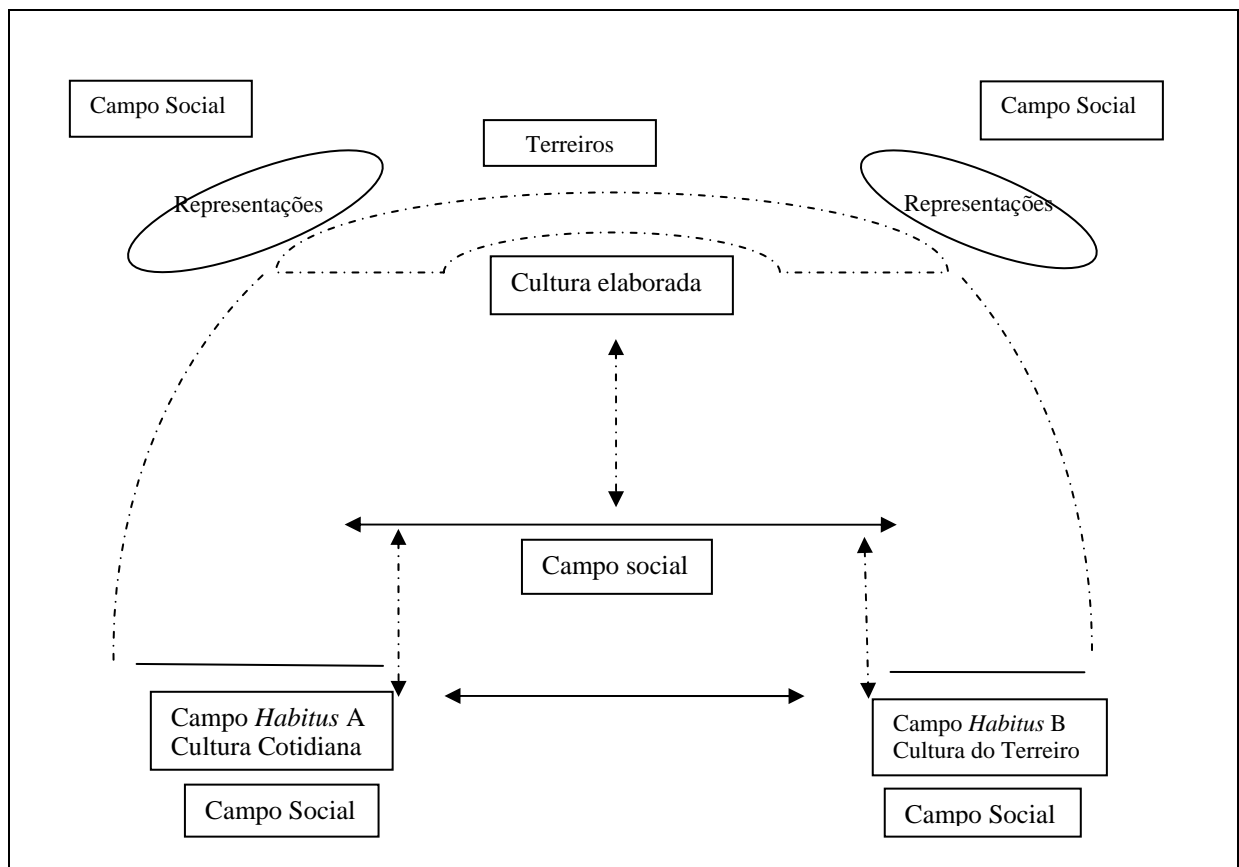 Campo Social
Campo Social
Terreiros
Representações
Representações
Cultura elaborada
Campo social
Campo Habitus A
Cultura Cotidiana
Campo Habitus B
Cultura do Terreiro
Campo Social
Campo Social